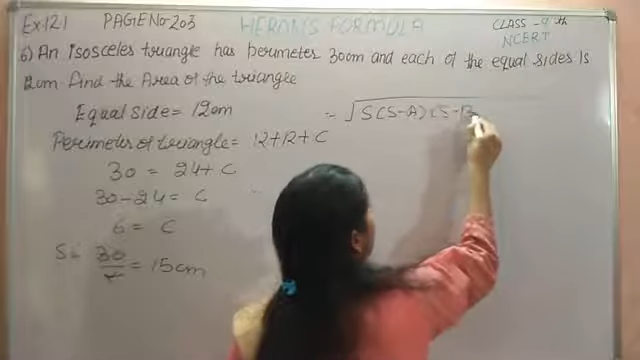 Ex:12.1 PAGE No-203 HERON'S FORMULA CLASS-9th
NCERT
6) An isosceles triangle has perimeter 30cm and each of the equal sides is
12cm find the Area of the triangle
Equal side = 12cm
Perimeter of triangle = 12+12+C
30 = 24+C
30-24 = C
6 = C
S = 30/2 = 15cm
= √S(S-A)(S-B